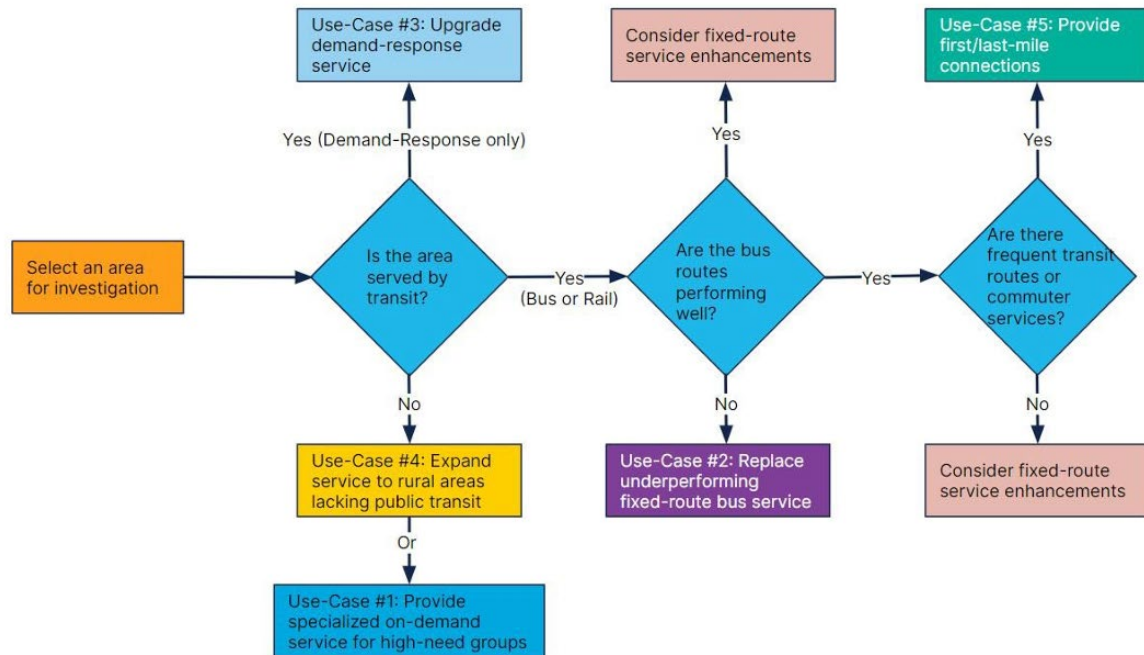 Use-Case #3: Upgrade
demand-response
service
Consider fixed-route
service enhancements
Use-Case #5: Provide
first/last-mile
connections
Yes (Demand-Response only)
Yes
Yes
Select an area
for investigation
Is the area
served by
transit?
Yes
(Bus or Rail)
Are the bus
routes
performing
well?
Yes
Are there
frequent transit
routes or
commuter
services?
No
No
No
Use-Case #4: Expand
service to rural areas
lacking public transit
Use-Case #2: Replace
underperforming
fixed-route bus service
Consider fixed-route
service enhancements
Or
Use-Case #1: Provide
specialized on-demand
service for high-need groups